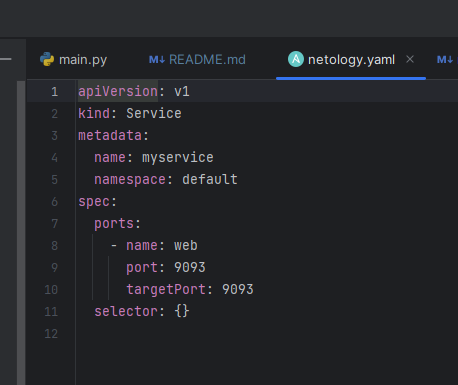 main.py README.md netology.yaml
1 apiVersion: v1
2 kind: Service
3 metadata:
4   name: myservice
5   namespace: default
6 spec:
7   ports:
8     - name: web
9       port: 9093
10       targetPort: 9093
11   selector: {}
12